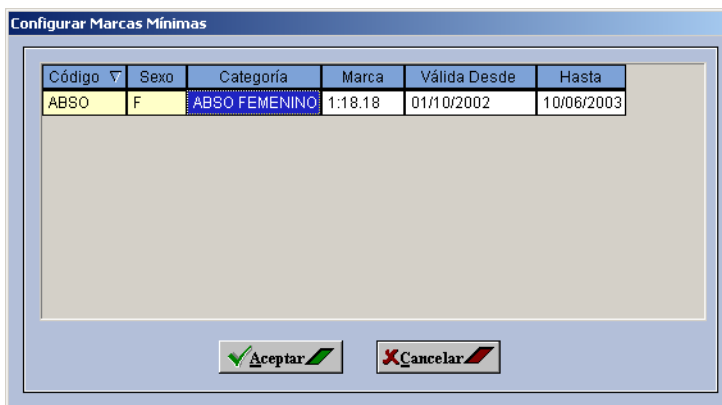 Configurar Marcas Mínimas
Código Sexo Categoría Marca Válida Desde Hasta
ABSO F ABSO FEMENINO 1:18.18 01/10/2002 10/06/2003
Aceptar Cancelar